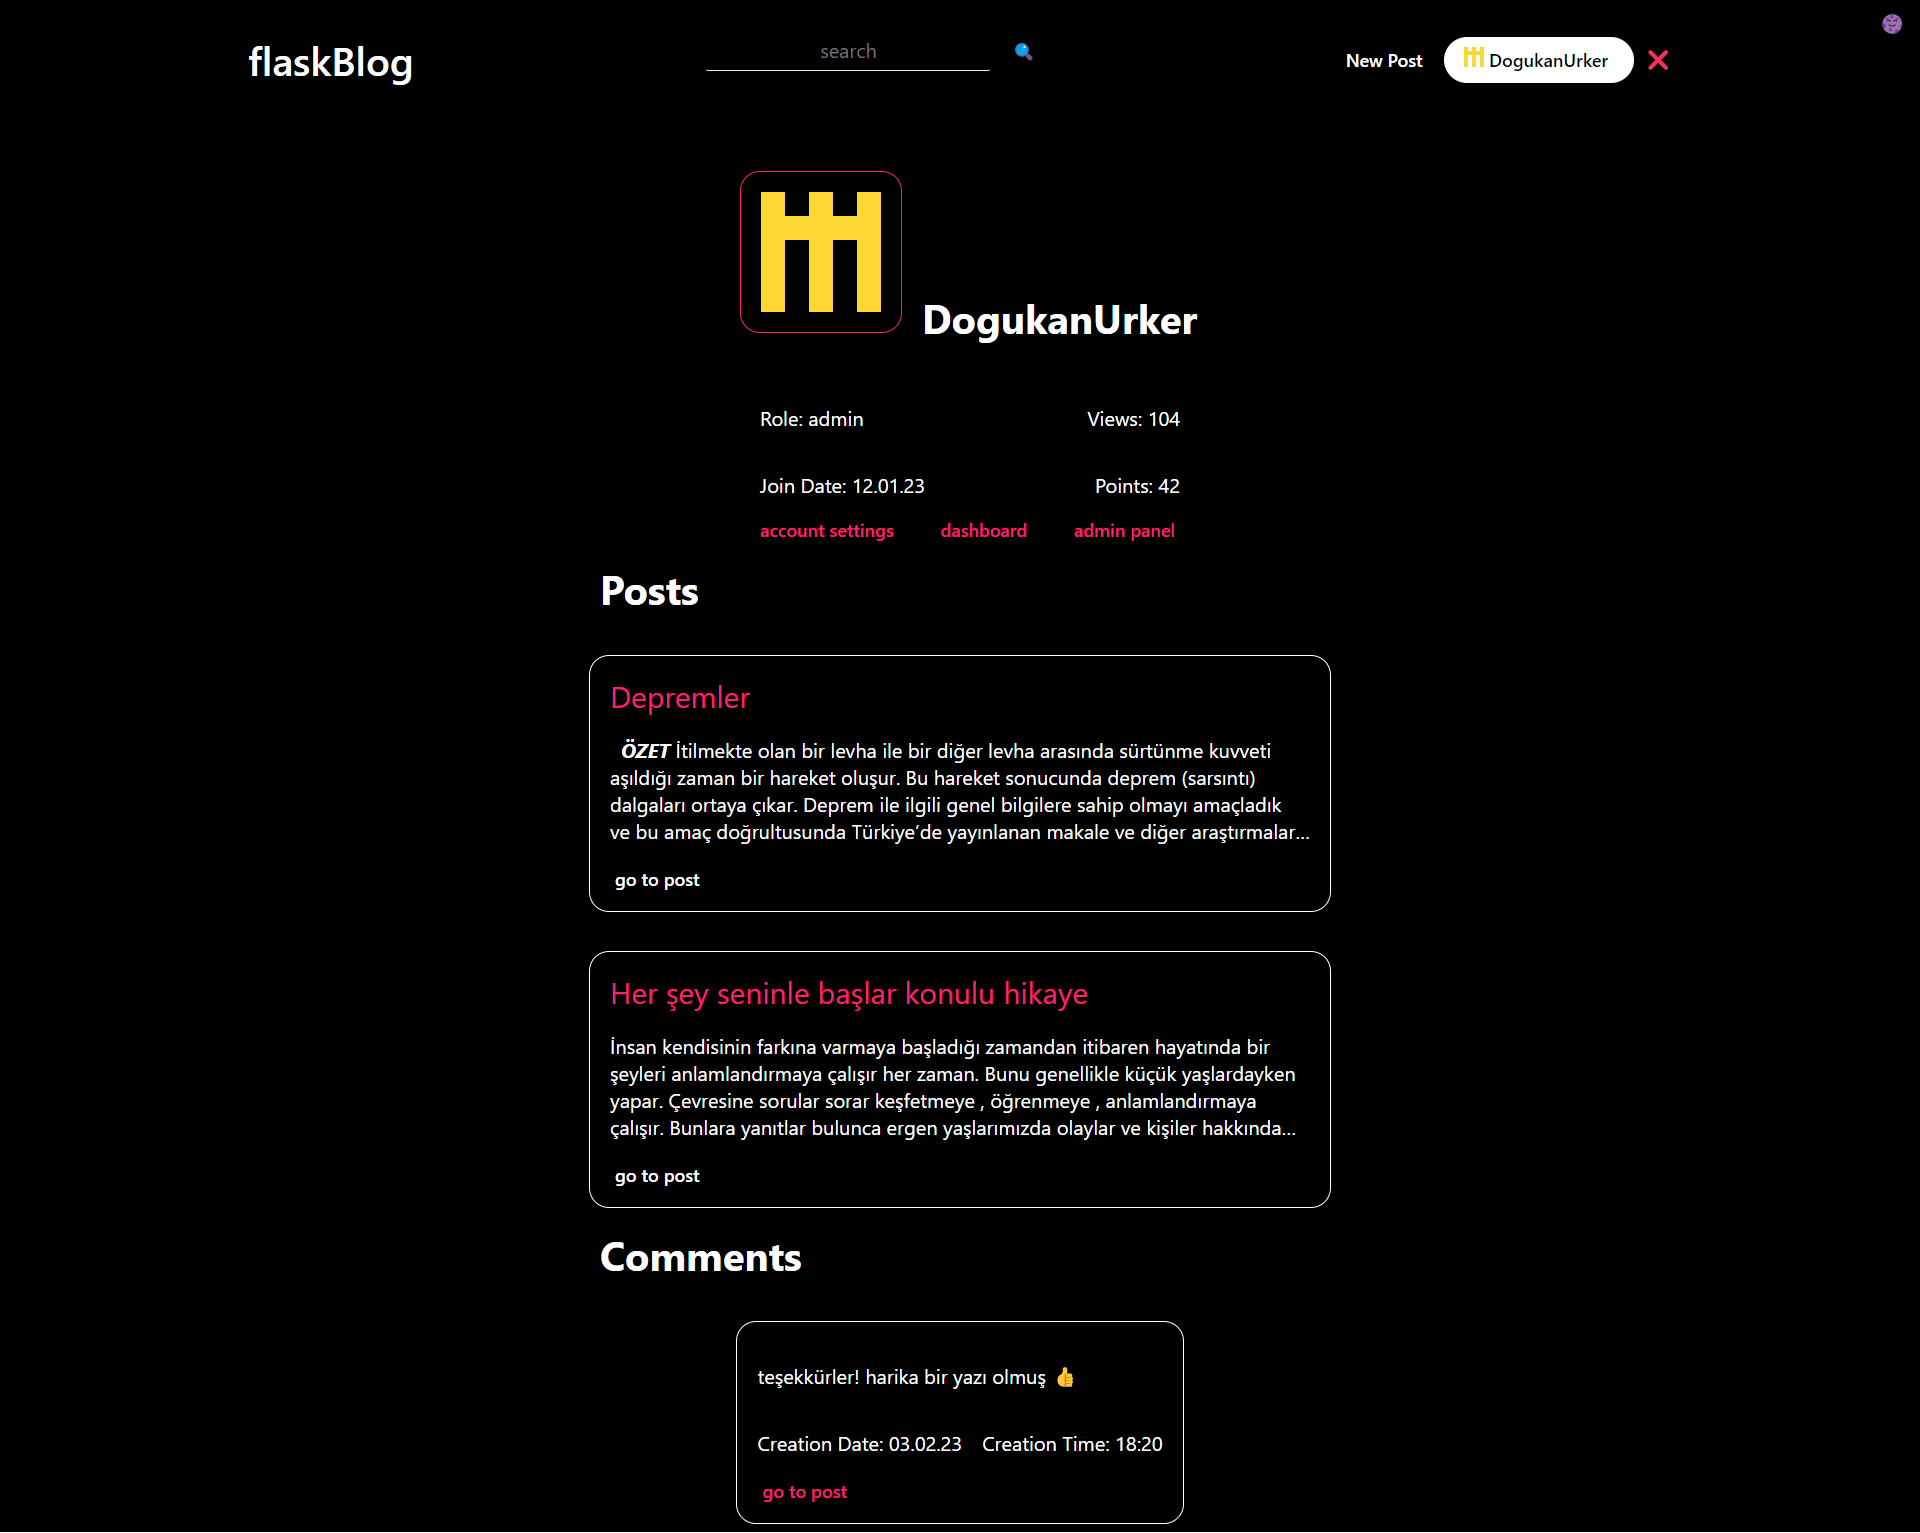 flaskBlog
search
New Post
DogukanUrker
DogukanUrker
Role: admin
Views: 104
Join Date: 12.01.23
Points: 42
account settings
dashboard
admin panel
Posts
Depremler
ÖZET İtilmekte olan bir levha ile bir diğer levha arasında sürtünme kuvveti
aşıldığı zaman bir hareket oluşur. Bu hareket sonucunda deprem (sarsıntı)
dalgaları ortaya çıkar. Deprem ile ilgili genel bilgilere sahip olmayı amaçladık
ve bu amaç doğrultusunda Türkiye’de yayınlanan makale ve diğer araştırmalar...
go to post
Her şey seninle başlar konulu hikaye
İnsan kendisinin farkına varmaya başladığı zamandan itibaren hayatında bir
şeyleri anlamlandırmaya çalışır her zaman. Bunu genellikle küçük yaşlardayken
yapar. Çevresine sorular sorar keşfetmeye , öğrenmeye , anlamlandırmaya
çalışır. Bunlara yanıtlar bulunca ergen yaşlarımızda olaylar ve kişiler hakkında...
go to post
Comments
teşekkürler! harika bir yazı olmuş 👍
Creation Date: 03.02.23 Creation Time: 18:20
go to post